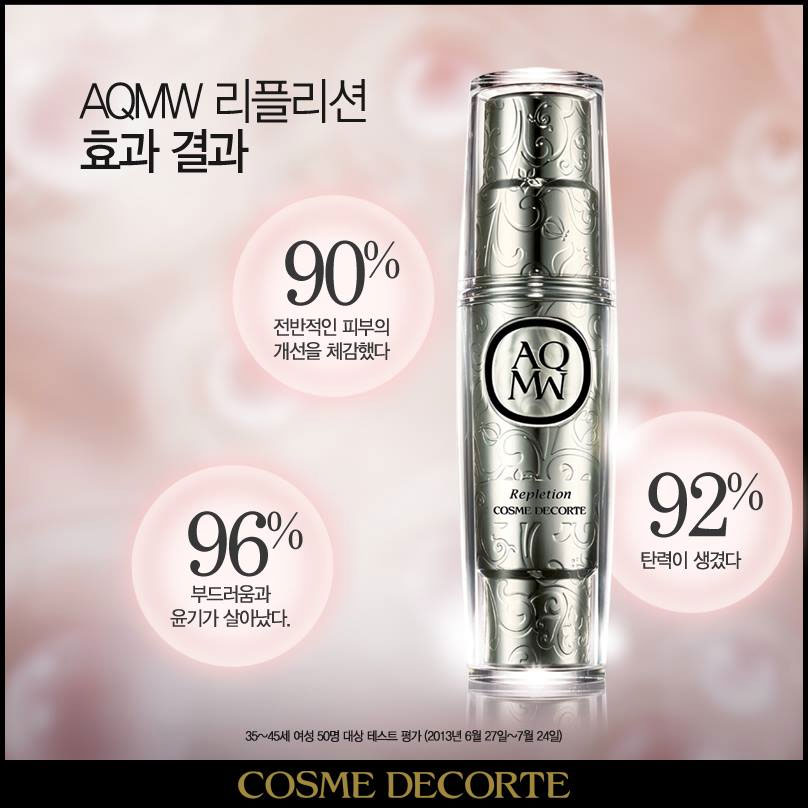 AQMW 리플리션
효과 결과
90%
전반적인 피부의
개선을 체감했다
AQ
MW
Repletion
COSME DECORTE
92%
탄력이 생겼다
96%
부드러움과
윤기가 살아났다.
35~45세 여성 50명 대상 테스트 평가 (2013년 6월 27일~7월 24일)
COSME DECORTE